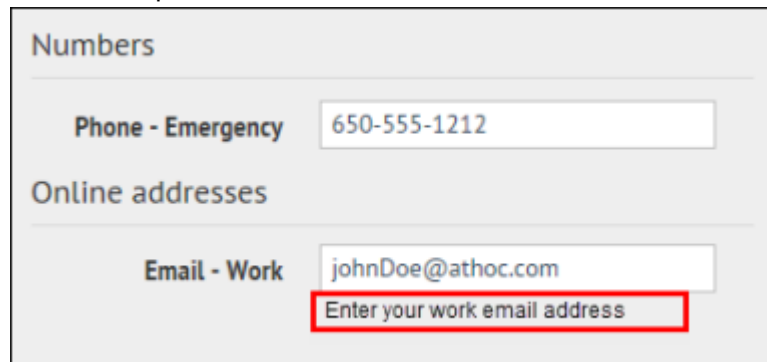 Numbers
Phone - Emergency 650-555-1212
Online addresses
Email - Work johnDoe@athoc.com
Enter your work email address